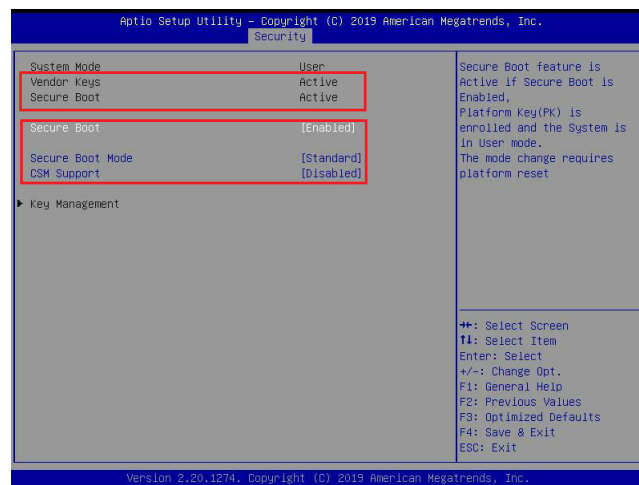 Aptio Setup Utility – Copyright (C) 2019 American Megatrends, Inc.
Security
System Mode User
Vendor Keys Active
Secure Boot Active
Secure Boot [Enabled]
Secure Boot Mode [Standard]
CSM Support [Disabled]
Key Management
Secure Boot feature is
Active if Secure Boot is
Enabled,
Platform Key(PK) is
enrolled and the System is
in User mode.
The mode change requires
platform reset
→←: Select Screen
↑↓: Select Item
Enter: Select
+/-: Change Opt.
F1: General Help
F2: Previous Values
F3: Optimized Defaults
F4: Save & Exit
ESC: Exit
Version 2.20.1274. Copyright (C) 2019 American Megatrends, Inc.